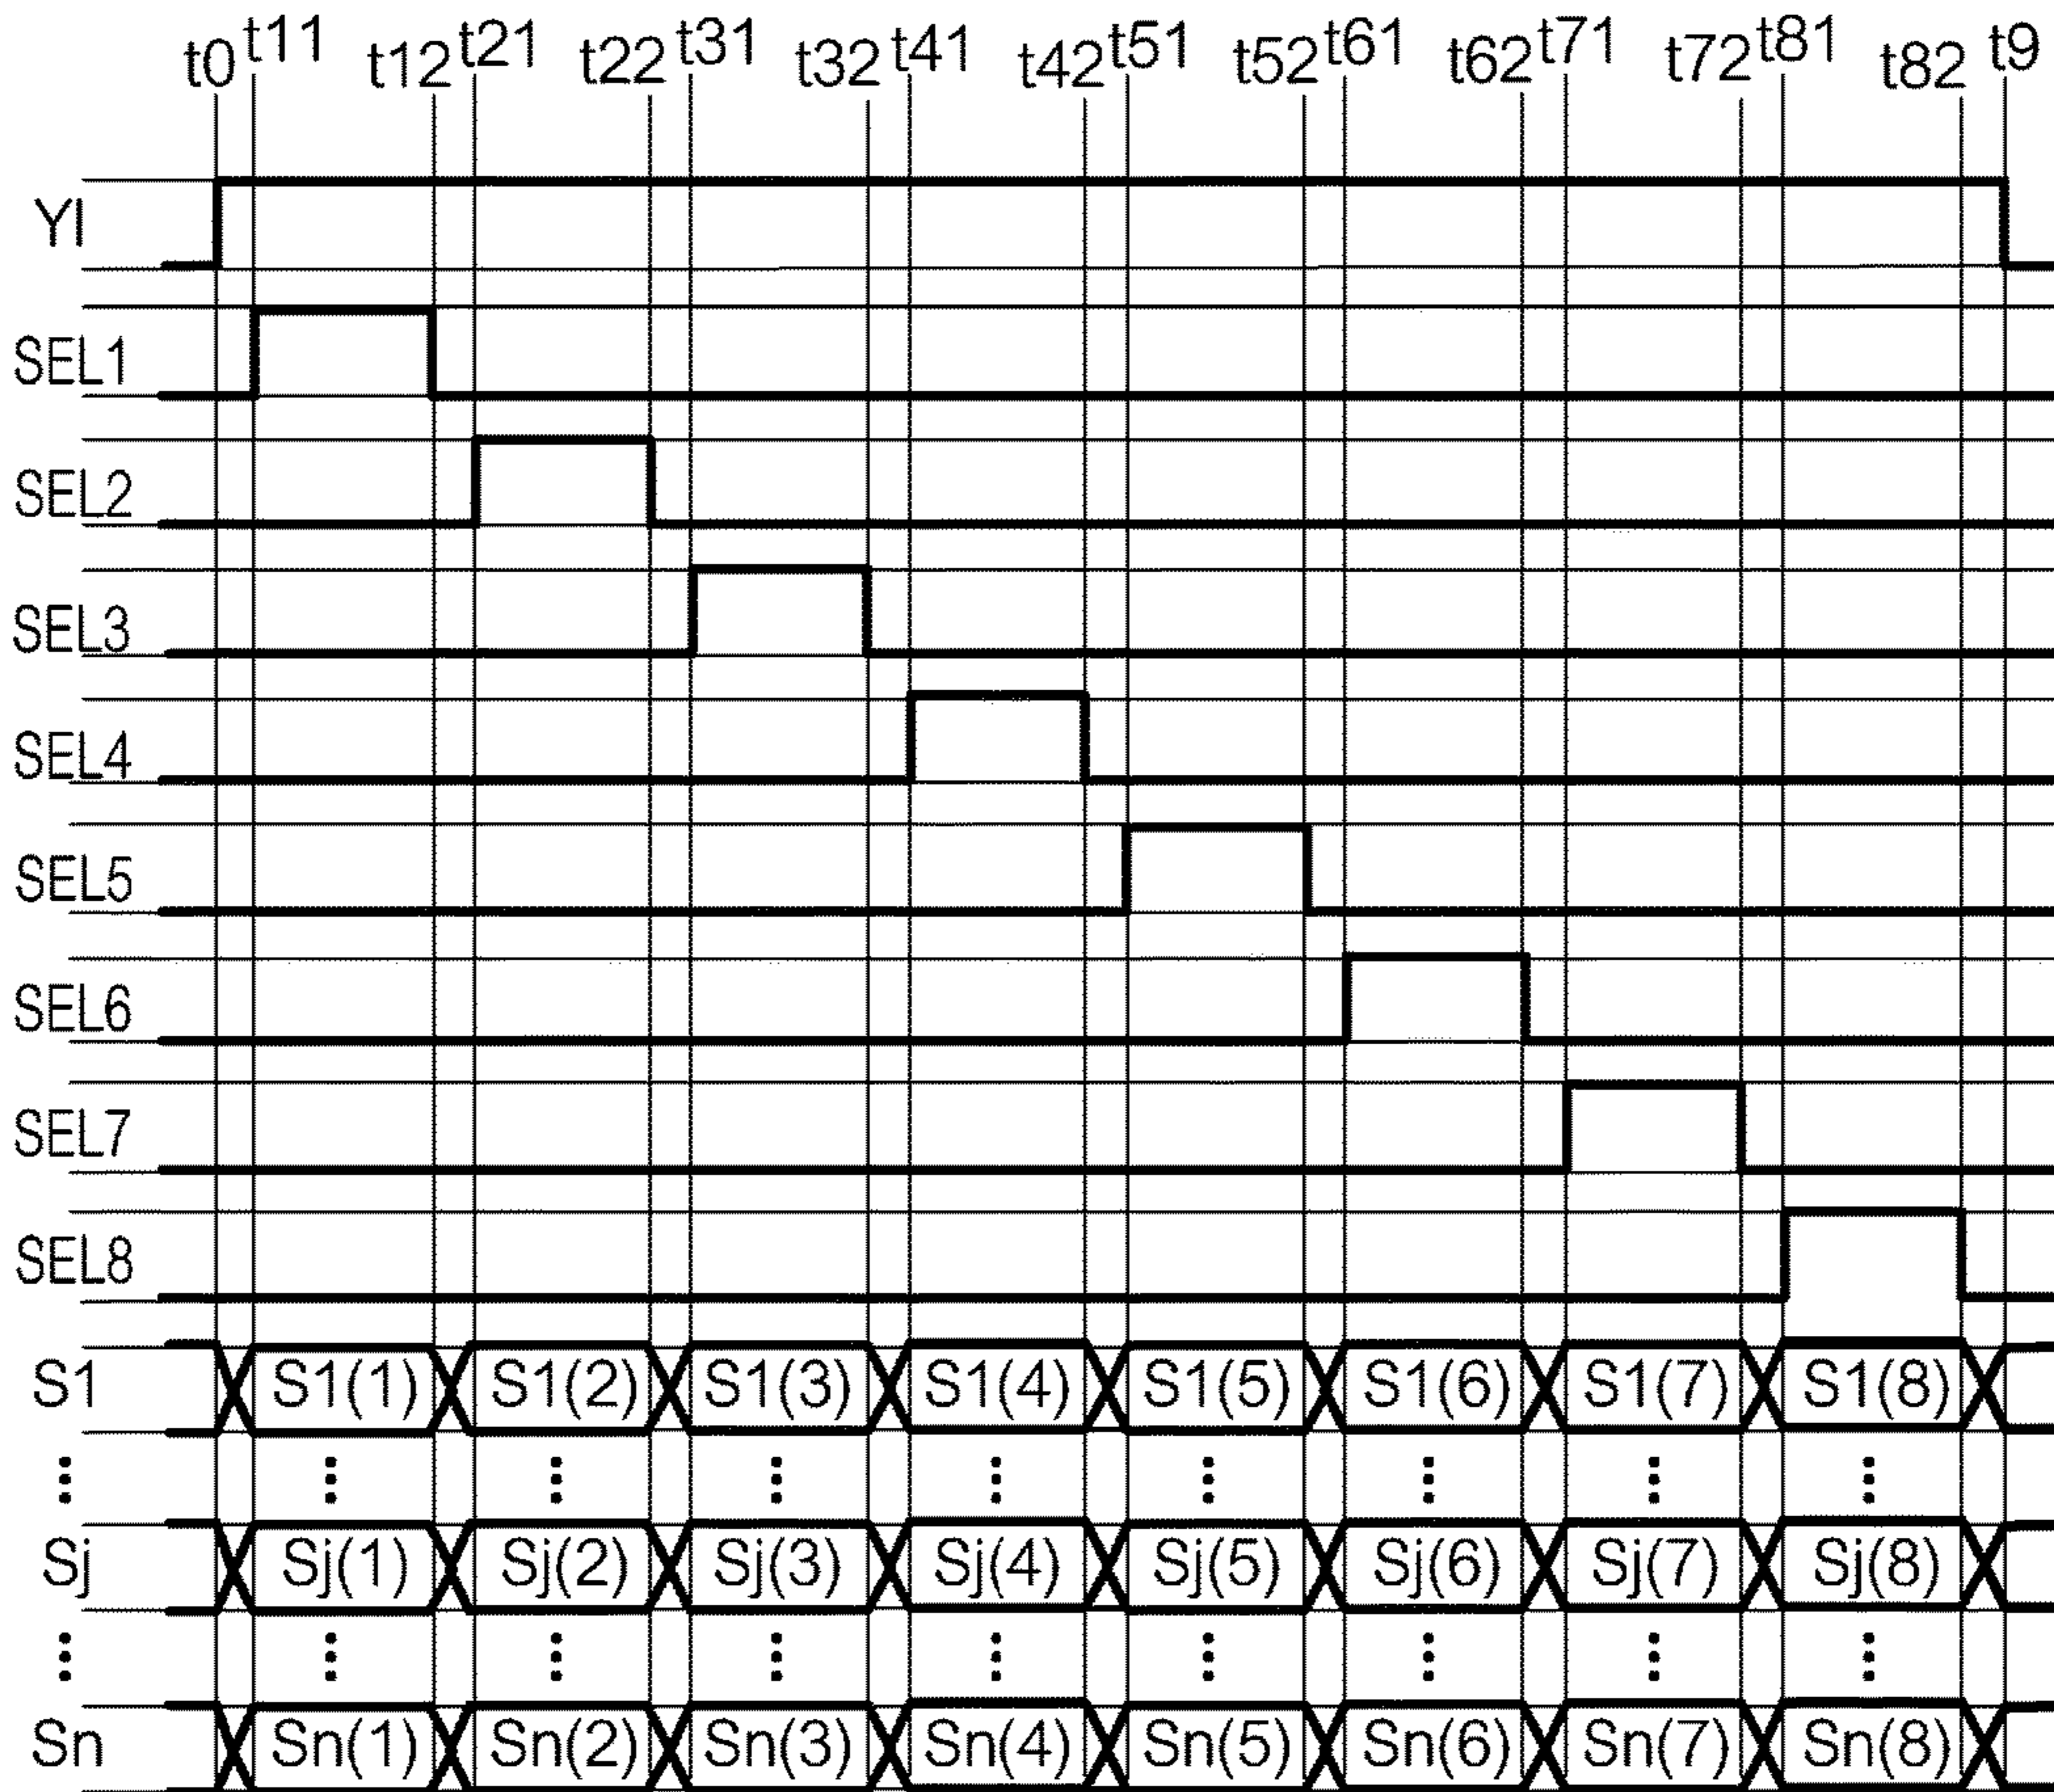 t0 t11 t12 t21 t22 t31 t32 t41 t42 t51 t52 t61 t62 t71 t72 t81 t82 t9
YI
SEL1
SEL2
SEL3
SEL4
SEL5
SEL6
SEL7
SEL8
S1 S1(1) S1(2) S1(3) S1(4) S1(5) S1(6) S1(7) S1(8)
Sj Sj(1) Sj(2) Sj(3) Sj(4) Sj(5) Sj(6) Sj(7) Sj(8)
Sn Sn(1) Sn(2) Sn(3) Sn(4) Sn(5) Sn(6) Sn(7) Sn(8)